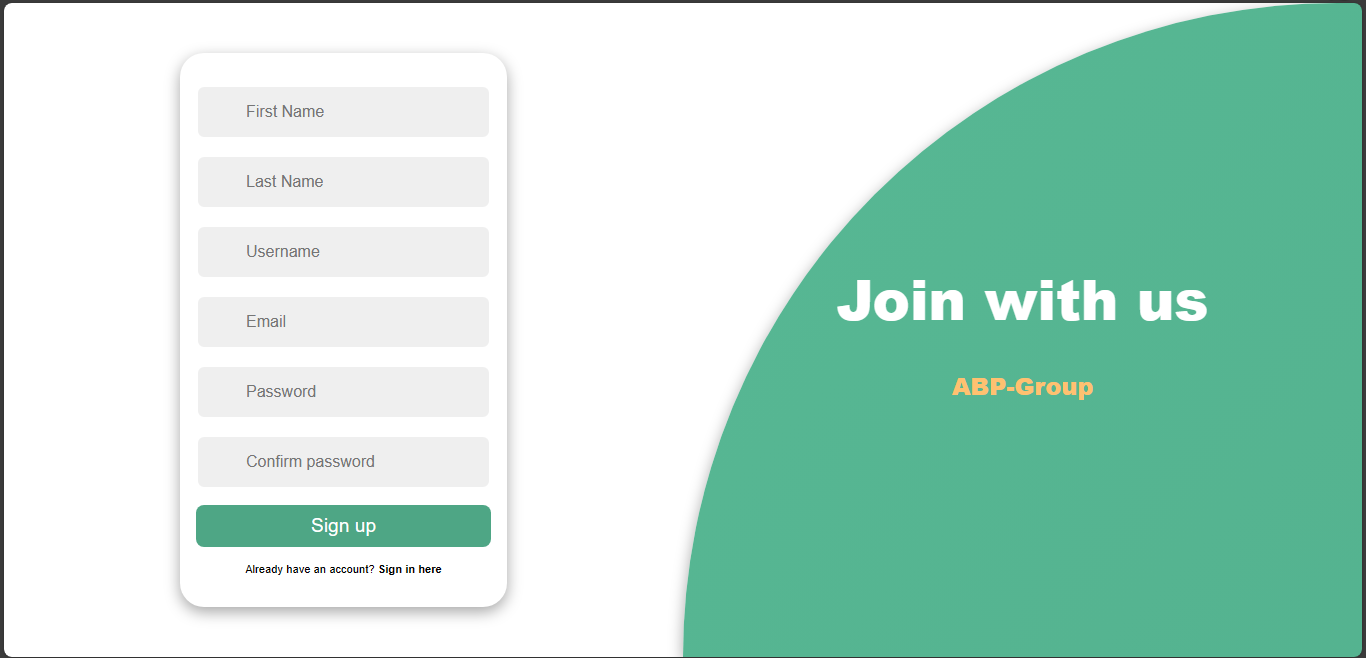 First Name
Last Name
Username
Email
Password
Confirm password
Sign up
Already have an account? Sign in here
Join with us
ABP-Group